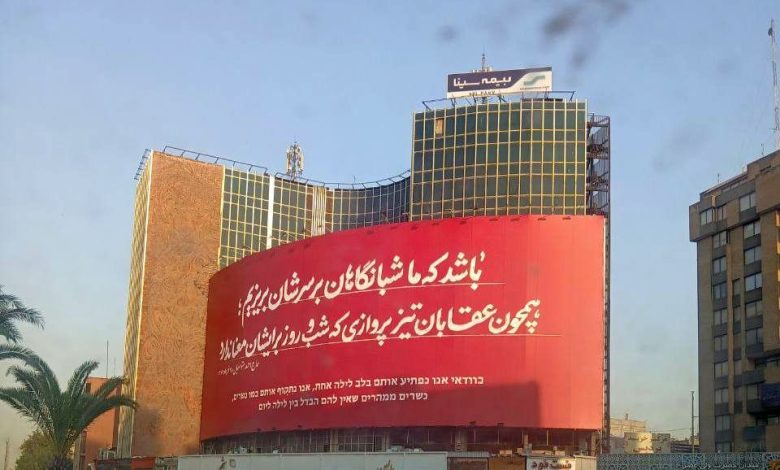 بیمه سینا
باشد که ما شبانگاهان بر سرشان بریزیم؛
همچون عقابان تیز پروازی که شب و روز برایشان معنا ندارد
כוודאי אנו נפתיע אותם בלב לילה אחת, אנו נתקוף אותם כמו נשרים,
כשרים ממהרים שאין להם הבדל בין לילה ליום